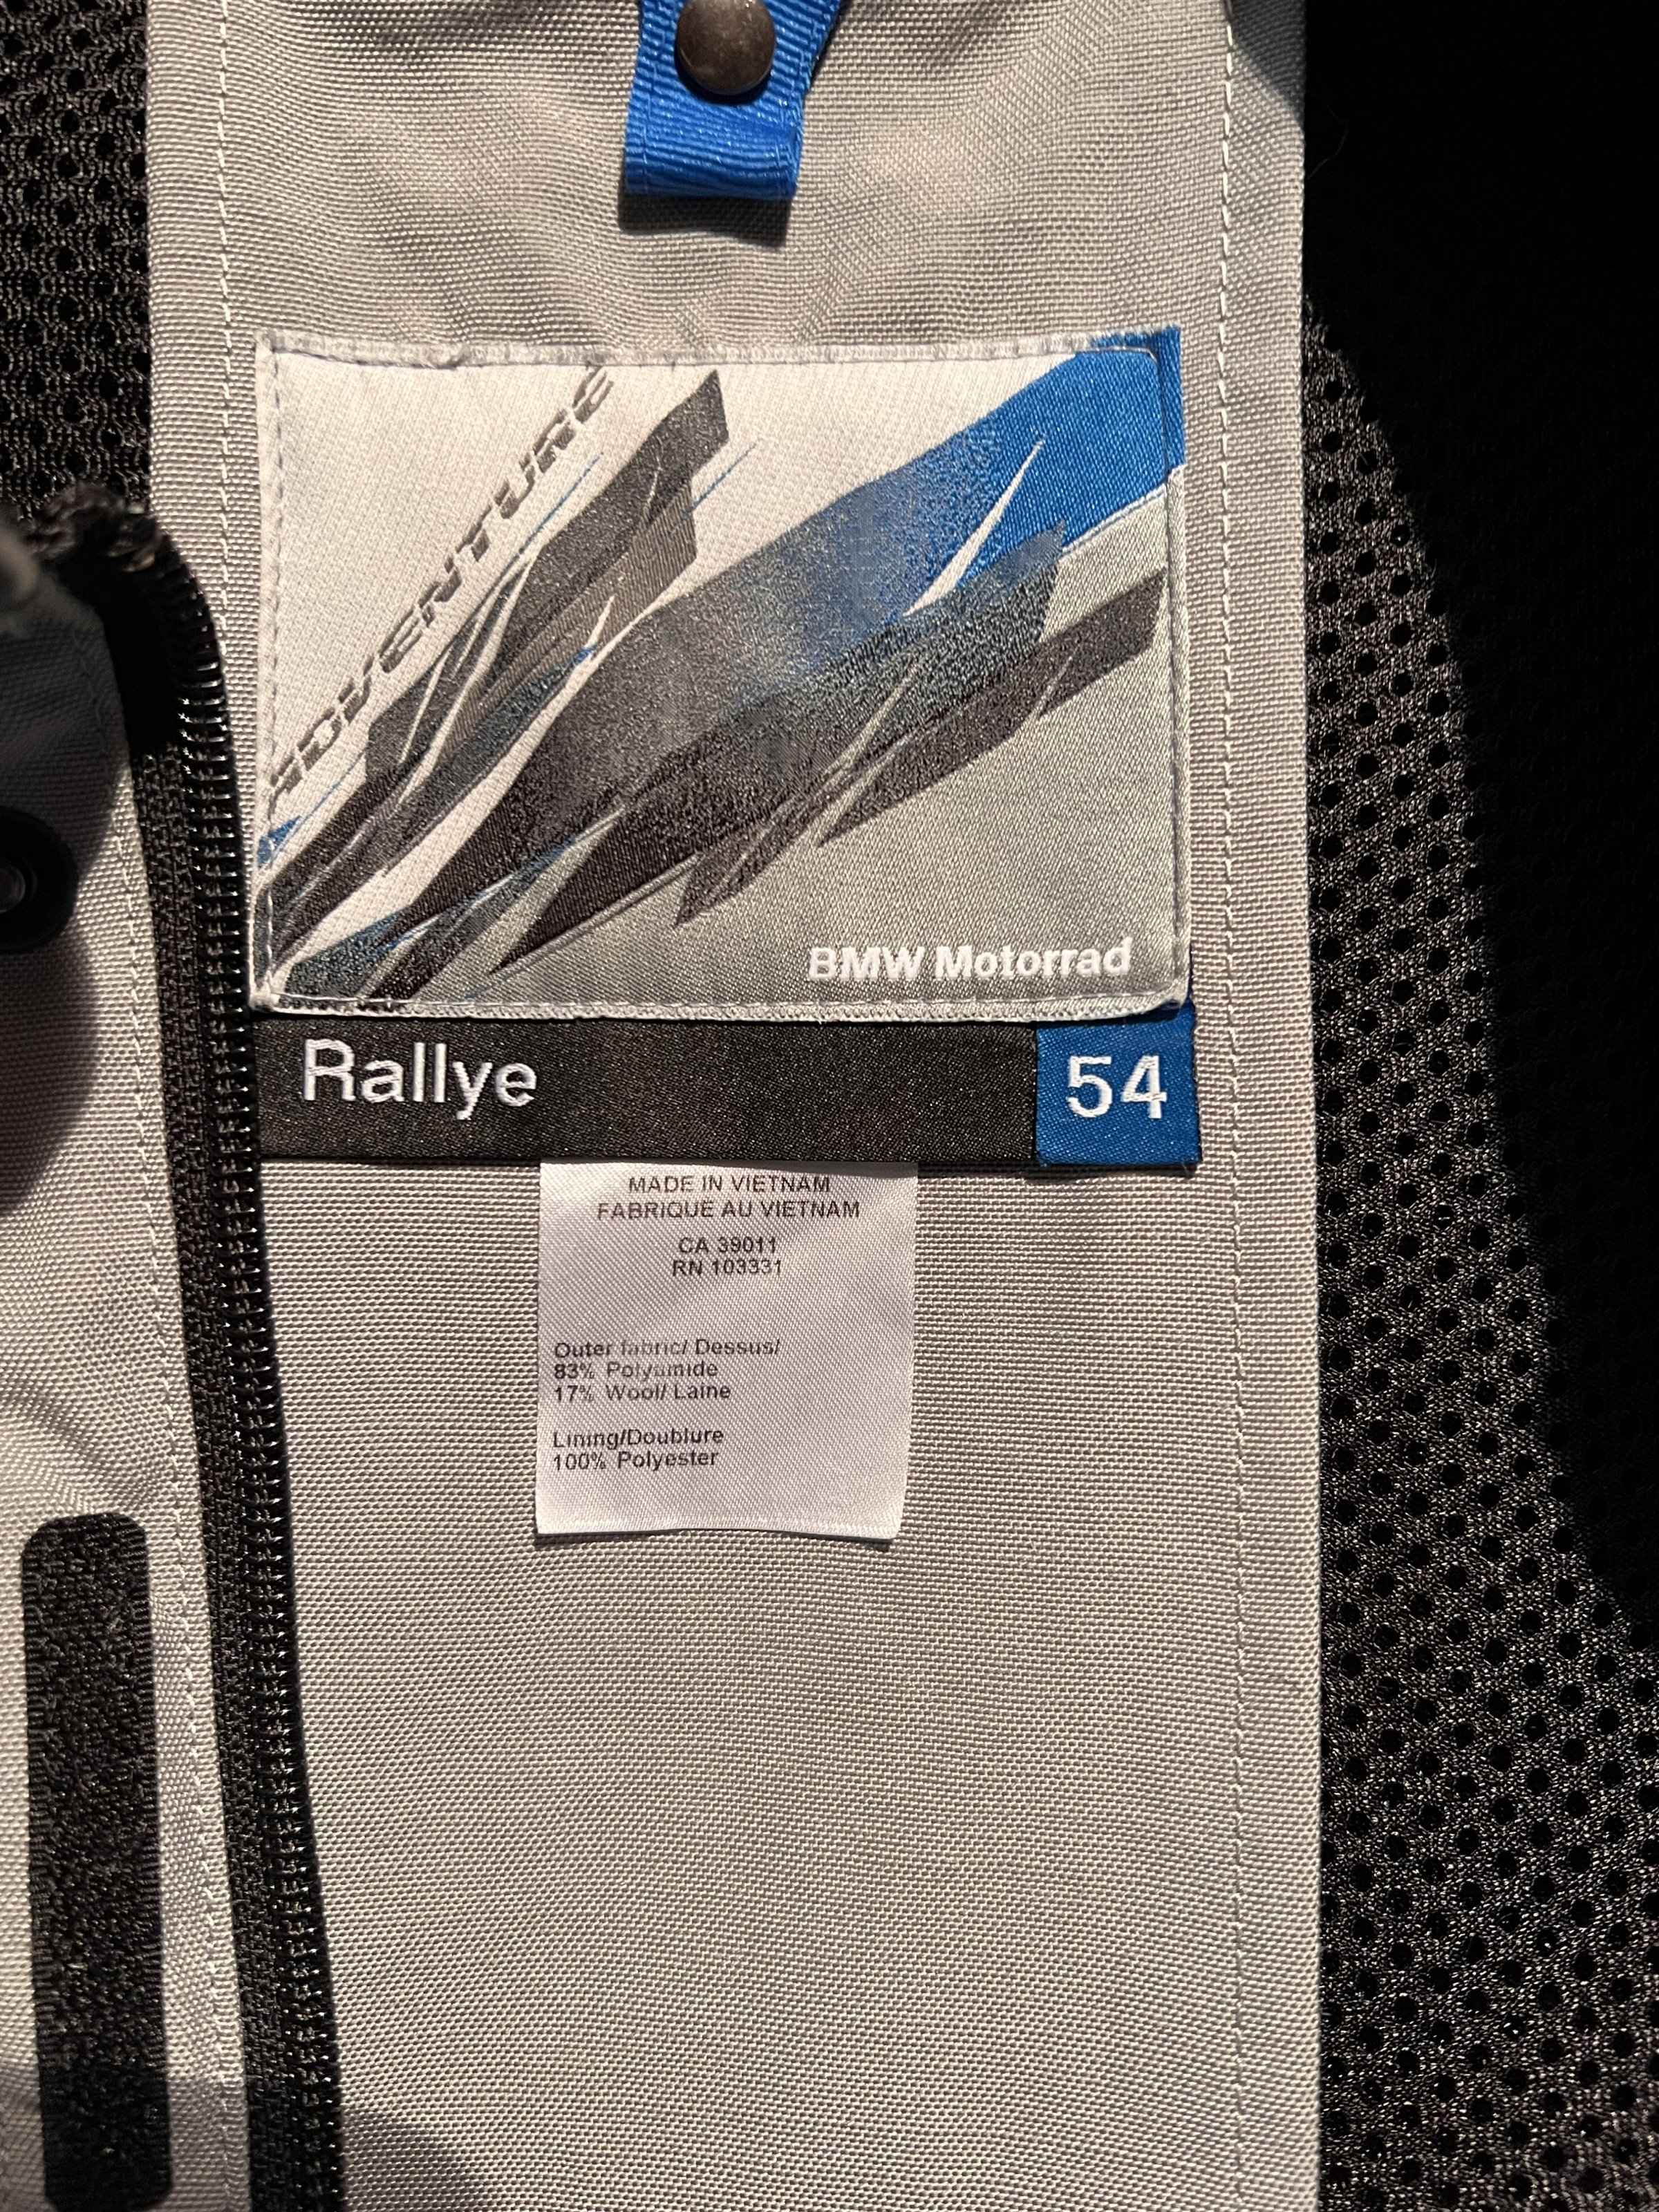 ADVENTURE
BMW Motorrad
Rallye 54
MADE IN VIETNAM
FABRIQUE AU VIETNAM
CA 39011
RN 103331
Outer fabric/ Dessus/
83% Polyamide
17% Wool/ Laine
Lining/Doublure
100% Polyester